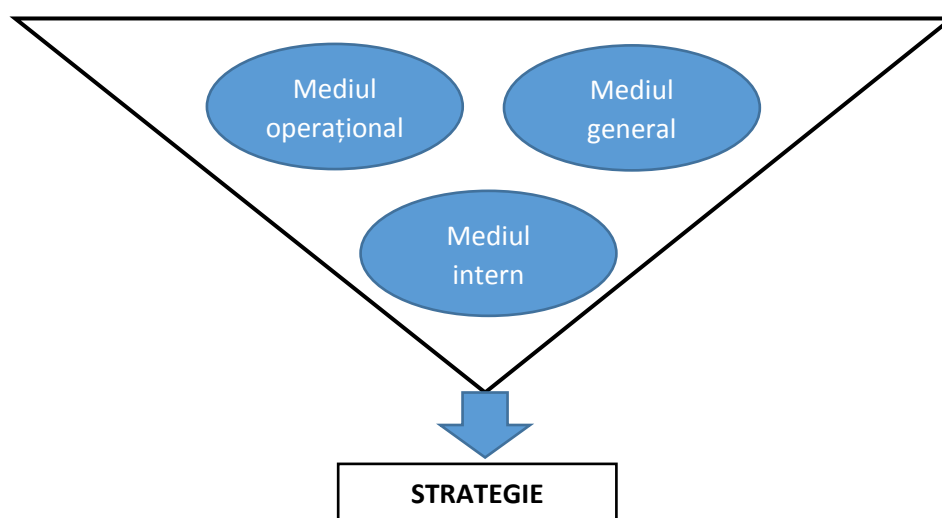 Mediul
operațional
Mediul
general
Mediul
intern
STRATEGIE